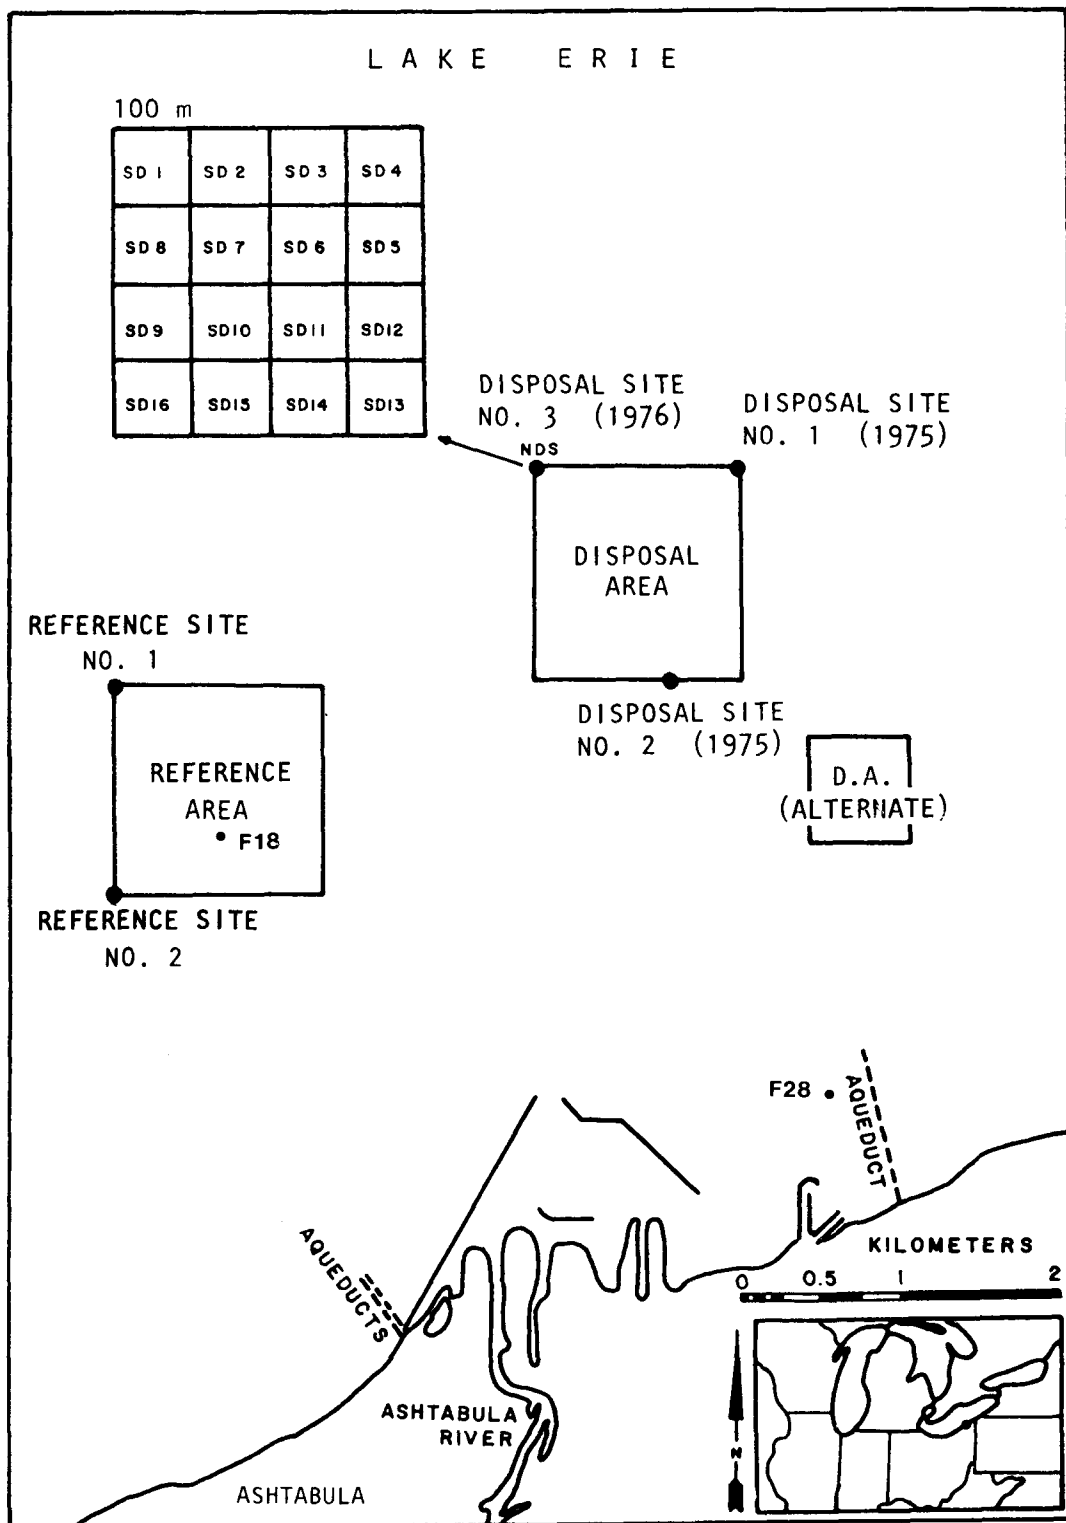 LAKE ERIE
100 m
SD 1 SD 2 SD 3 SD 4
SD 8 SD 7 SD 6 SD 5
SD 9 SD10 SD11 SD12
SD16 SD15 SD14 SD13
DISPOSAL SITE
NO. 3 (1976)
DISPOSAL SITE
NO. 1 (1975)
NDS
DISPOSAL
AREA
REFERENCE SITE
NO. 1
DISPOSAL SITE
NO. 2 (1975)
REFERENCE
AREA
F18
D.A.
(ALTERNATE)
REFERENCE SITE
NO. 2
F28
AQUEDUCT
AQUEDUCTS
KILOMETERS
0 0.5 1 2
ASHTABULA
RIVER
N
ASHTABULA